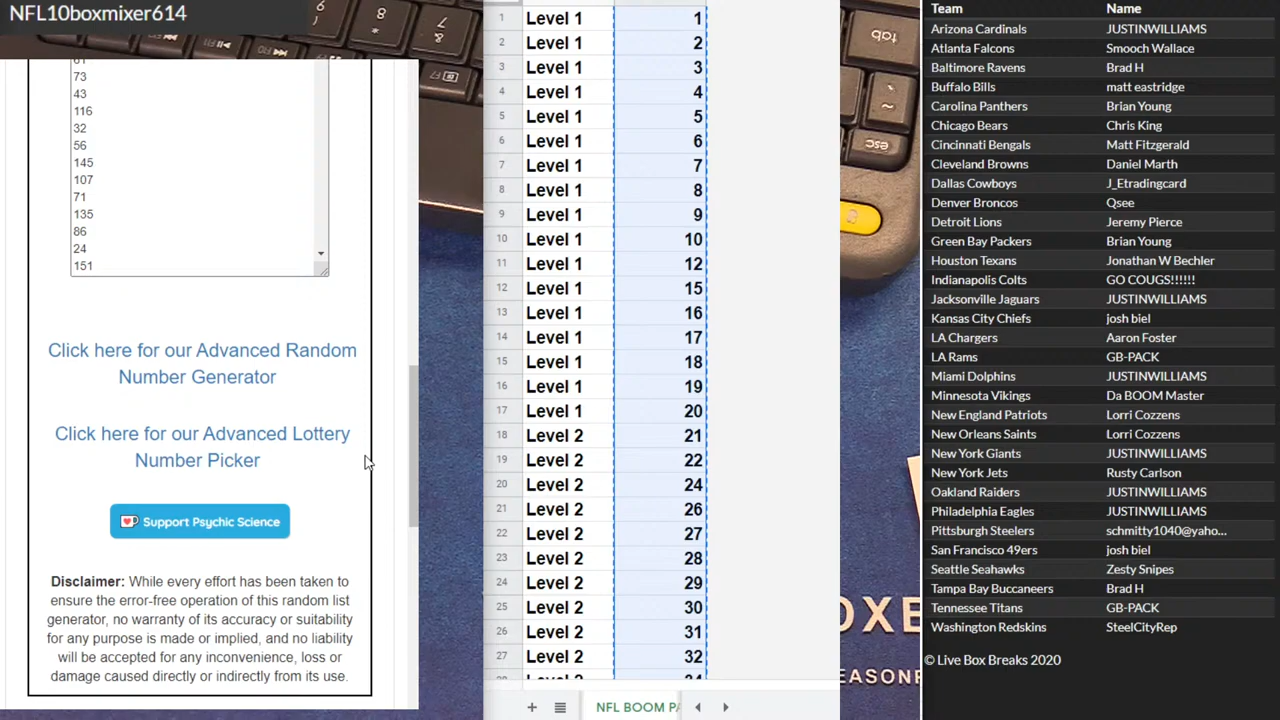 NFL10boxmixer614
61
73
43
116
32
56
145
107
71
135
86
24
151
Click here for our Advanced Random
Number Generator
Click here for our Advanced Lottery
Number Picker
Support Psychic Science
Disclaimer: While every effort has been taken to
ensure the error-free operation of this random list
generator, no warranty of its accuracy or suitability
for any purpose is made or implied, and no liability
will be accepted for any inconvenience, loss or
damage caused directly or indirectly from its use.
1 Level 1 1
2 Level 1 2
3 Level 1 3
4 Level 1 4
5 Level 1 5
6 Level 1 6
7 Level 1 7
8 Level 1 8
9 Level 1 9
10 Level 1 10
11 Level 1 12
12 Level 1 15
13 Level 1 16
14 Level 1 17
15 Level 1 18
16 Level 1 19
17 Level 1 20
18 Level 2 21
19 Level 2 22
20 Level 2 24
21 Level 2 26
22 Level 2 27
23 Level 2 28
24 Level 2 29
25 Level 2 30
26 Level 2 31
27 Level 2 32
28 Level 2 34
NFL BOOM PA
tab
esc
OXE
EASONF
Team Name
Arizona Cardinals JUSTINWILLIAMS
Atlanta Falcons Smooch Wallace
Baltimore Ravens Brad H
Buffalo Bills matt eastridge
Carolina Panthers Brian Young
Chicago Bears Chris King
Cincinnati Bengals Matt Fitzgerald
Cleveland Browns Daniel Marth
Dallas Cowboys J_Etradingcard
Denver Broncos Qsee
Detroit Lions Jeremy Pierce
Green Bay Packers Brian Young
Houston Texans Jonathan W Bechler
Indianapolis Colts GO COUGS!!!!!!
Jacksonville Jaguars JUSTINWILLIAMS
Kansas City Chiefs josh biel
LA Chargers Aaron Foster
LA Rams GB-PACK
Miami Dolphins JUSTINWILLIAMS
Minnesota Vikings Da BOOM Master
New England Patriots Lorri Cozzens
New Orleans Saints Lorri Cozzens
New York Giants JUSTINWILLIAMS
New York Jets Rusty Carlson
Oakland Raiders JUSTINWILLIAMS
Philadelphia Eagles JUSTINWILLIAMS
Pittsburgh Steelers schmitty1040@yaho...
San Francisco 49ers josh biel
Seattle Seahawks Zesty Snipes
Tampa Bay Buccaneers Brad H
Tennessee Titans GB-PACK
Washington Redskins SteelCityRep
© Live Box Breaks 2020